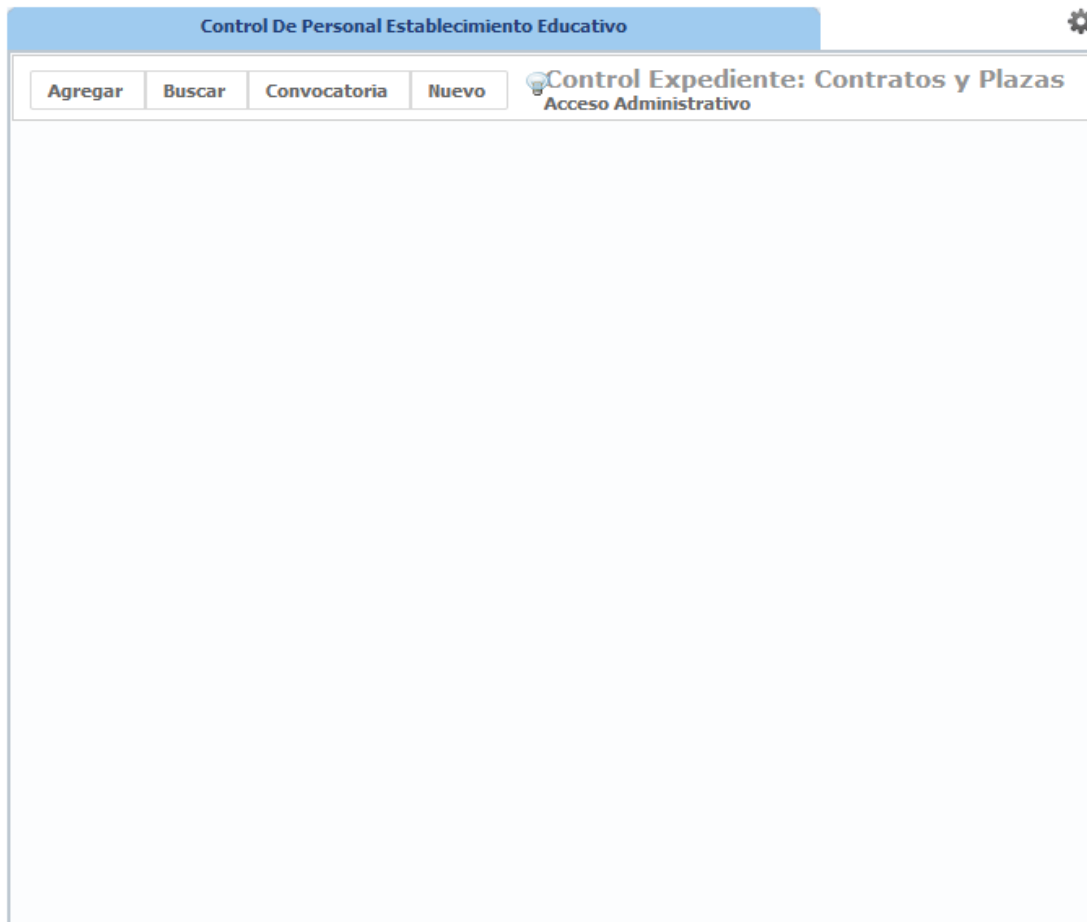 Control De Personal Establecimiento Educativo
Agregar Buscar Convocatoria Nuevo Control Expediente: Contratos y Plazas
Acceso Administrativo